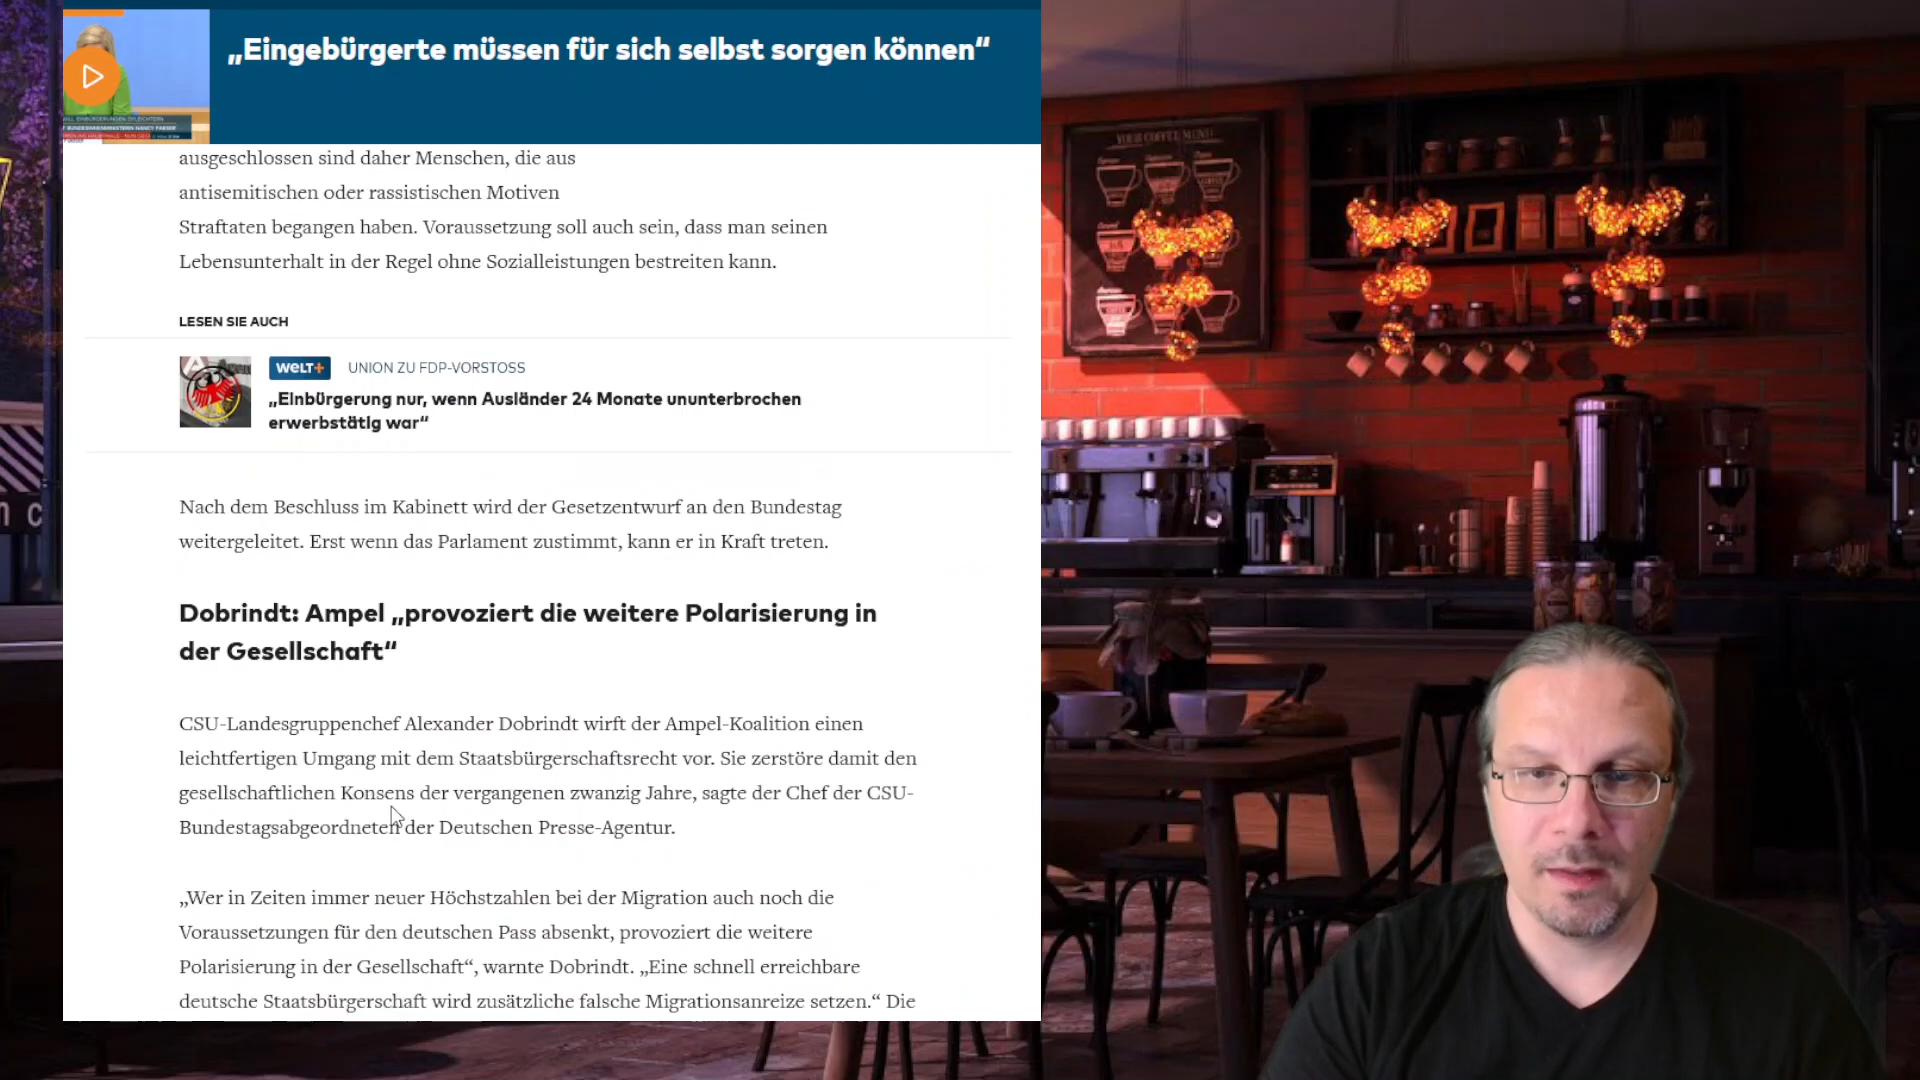 „Eingebürgerte müssen für sich selbst sorgen können“
ausgeschlossen sind daher Menschen, die aus
antisemitischen oder rassistischen Motiven
Straftaten begangen haben. Voraussetzung soll auch sein, dass man seinen
Lebensunterhalt in der Regel ohne Sozialleistungen bestreiten kann.
LESEN SIE AUCH
WELT+ UNION ZU FDP-VORSTOSS
„Einbürgerung nur, wenn Ausländer 24 Monate ununterbrochen
erwerbstätig war“
Nach dem Beschluss im Kabinett wird der Gesetzentwurf an den Bundestag
weitergeleitet. Erst wenn das Parlament zustimmt, kann er in Kraft treten.
Dobrindt: Ampel „provoziert die weitere Polarisierung in
der Gesellschaft“
CSU-Landesgruppenchef Alexander Dobrindt wirft der Ampel-Koalition einen
leichtfertigen Umgang mit dem Staatsbürgerschaftsrecht vor. Sie zerstöre damit den
gesellschaftlichen Konsens der vergangenen zwanzig Jahre, sagte der Chef der CSU-
Bundestagsabgeordneten der Deutschen Presse-Agentur.
„Wer in Zeiten immer neuer Höchstzahlen bei der Migration auch noch die
Voraussetzungen für den deutschen Pass absenkt, provoziert die weitere
Polarisierung in der Gesellschaft“, warnte Dobrindt. „Eine schnell erreichbare
deutsche Staatsbürgerschaft wird zusätzliche falsche Migrationsanreize setzen.“ Die
YOUR COFFEE MENU